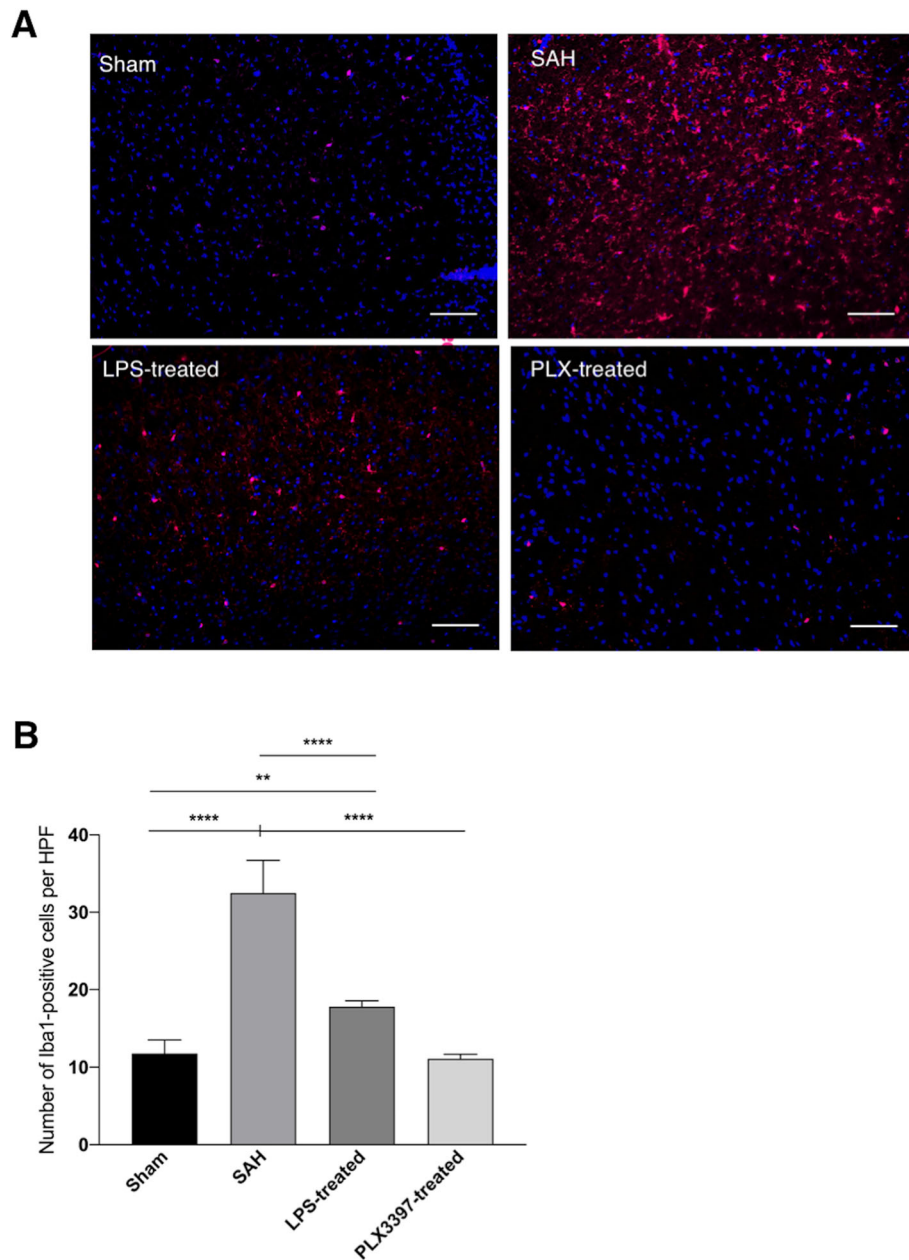 A
Sham
SAH
LPS-treated
PLX-treated
B
****
**
**** ****
Number of Iba1-positive cells per HPF
40
30
20
10
0
Sham
SAH
LPS-treated
PLX3397-treated